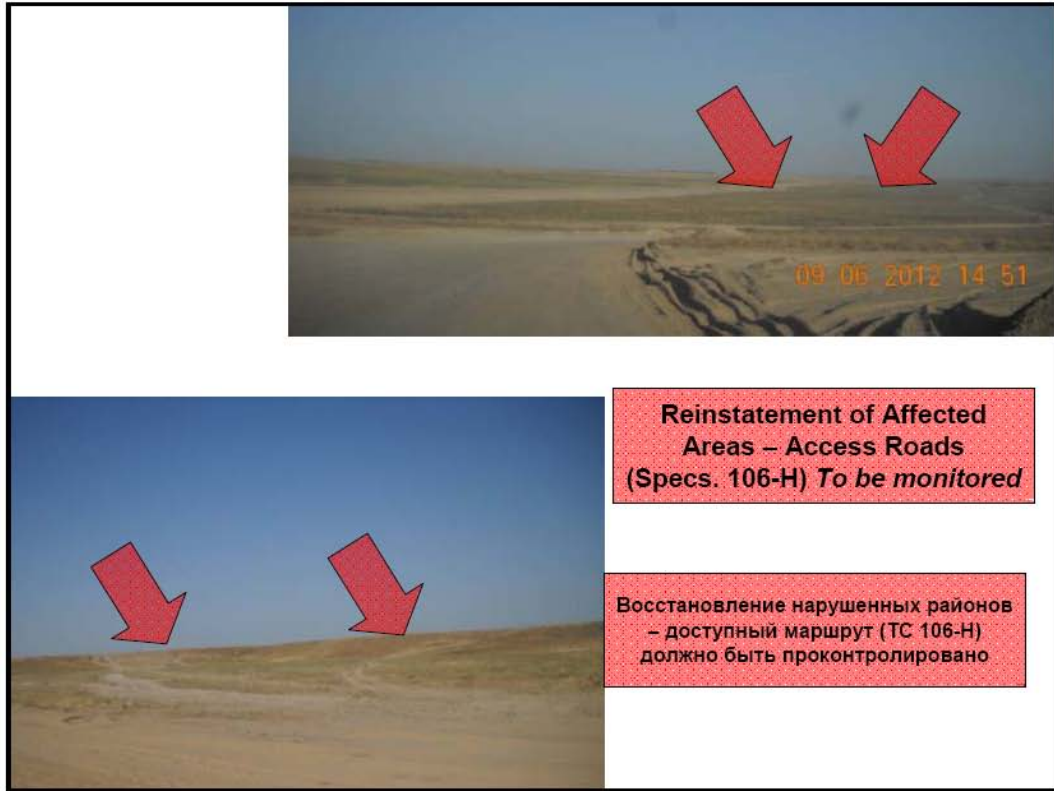 09 06 2012 14 51
Reinstatement of Affected
Areas – Access Roads
(Specs. 106-H) To be monitored
Восстановление нарушенных районов
– доступный маршрут (ТС 106-Н)
должно быть проконтролировано